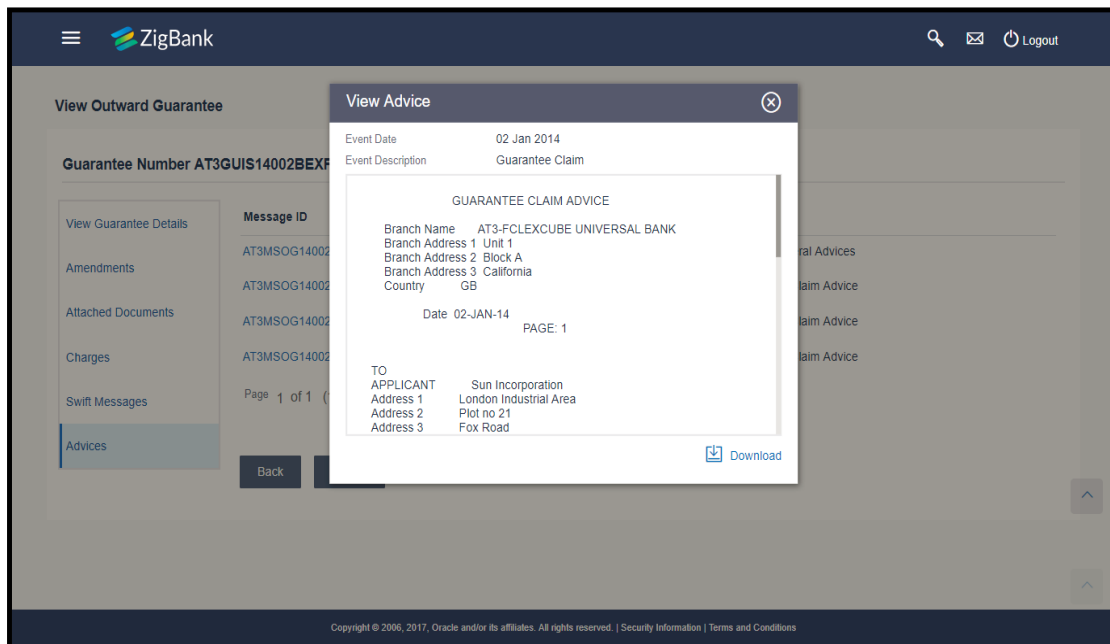 ZigBank
Logout
View Outward Guarantee
Guarantee Number AT3GUIS14002BEXF
View Guarantee Details
Amendments
Attached Documents
Charges
Swift Messages
Advices
Message ID
AT3MSOG14002
ral Advices
AT3MSOG14002
laim Advice
AT3MSOG14002
laim Advice
AT3MSOG14002
laim Advice
Page 1 of 1 (
Back
View Advice
Event Date 02 Jan 2014
Event Description Guarantee Claim
GUARANTEE CLAIM ADVICE
Branch Name AT3-FCLEXCUBE UNIVERSAL BANK
Branch Address 1 Unit 1
Branch Address 2 Block A
Branch Address 3 California
Country GB
Date 02-JAN-14
PAGE: 1
TO
APPLICANT Sun Incorporation
Address 1 London Industrial Area
Address 2 Plot no 21
Address 3 Fox Road
Download
Copyright © 2006, 2017, Oracle and/or its affiliates. All rights reserved. | Security Information | Terms and Conditions